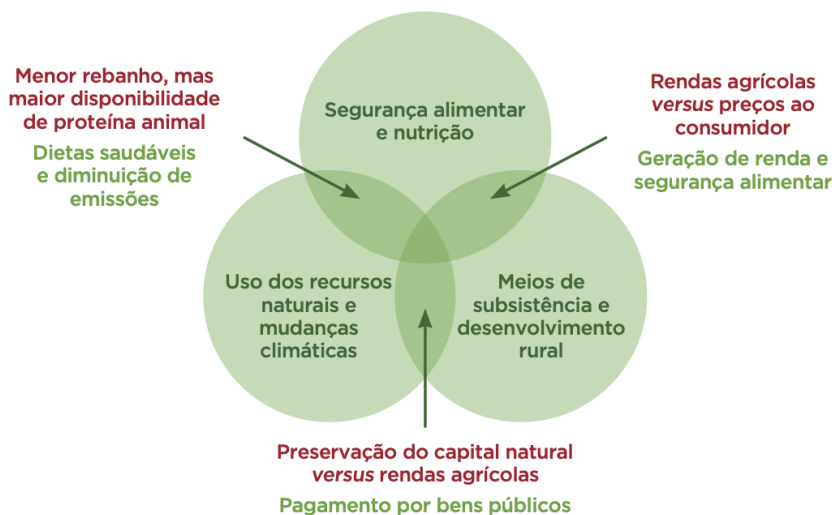 Menor rebanho, mas
maior disponibilidade
de proteína animal
Dietas saudáveis
e diminuição de
emissões
Segurança alimentar
e nutrição
Rendas agrícolas
versus preços ao
consumidor
Geração de renda e
segurança alimentar
Uso dos recursos
naturais e
mudanças
climáticas
Meios de
subsistência e
desenvolvimento
rural
Preservação do capital natural
versus rendas agrícolas
Pagamento por bens públicos